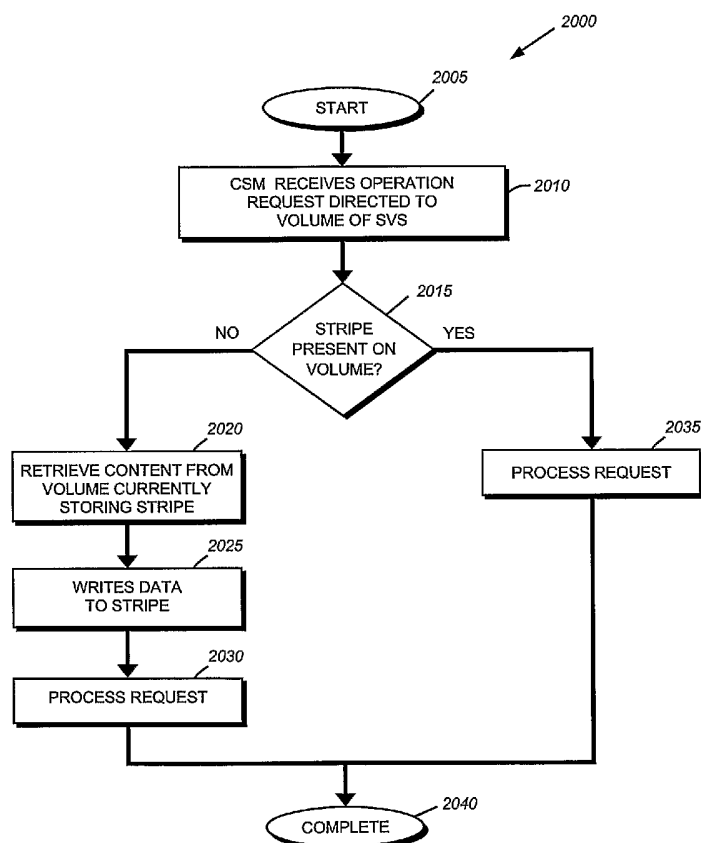 2000
2005
START
CSM RECEIVES OPERATION
REQUEST DIRECTED TO
VOLUME OF SVS
2010
2015
STRIPE
PRESENT ON
VOLUME?
NO
YES
2020
RETRIEVE CONTENT FROM
VOLUME CURRENTLY
STORING STRIPE
2035
PROCESS REQUEST
2025
WRITES DATA
TO STRIPE
2030
PROCESS REQUEST
2040
COMPLETE